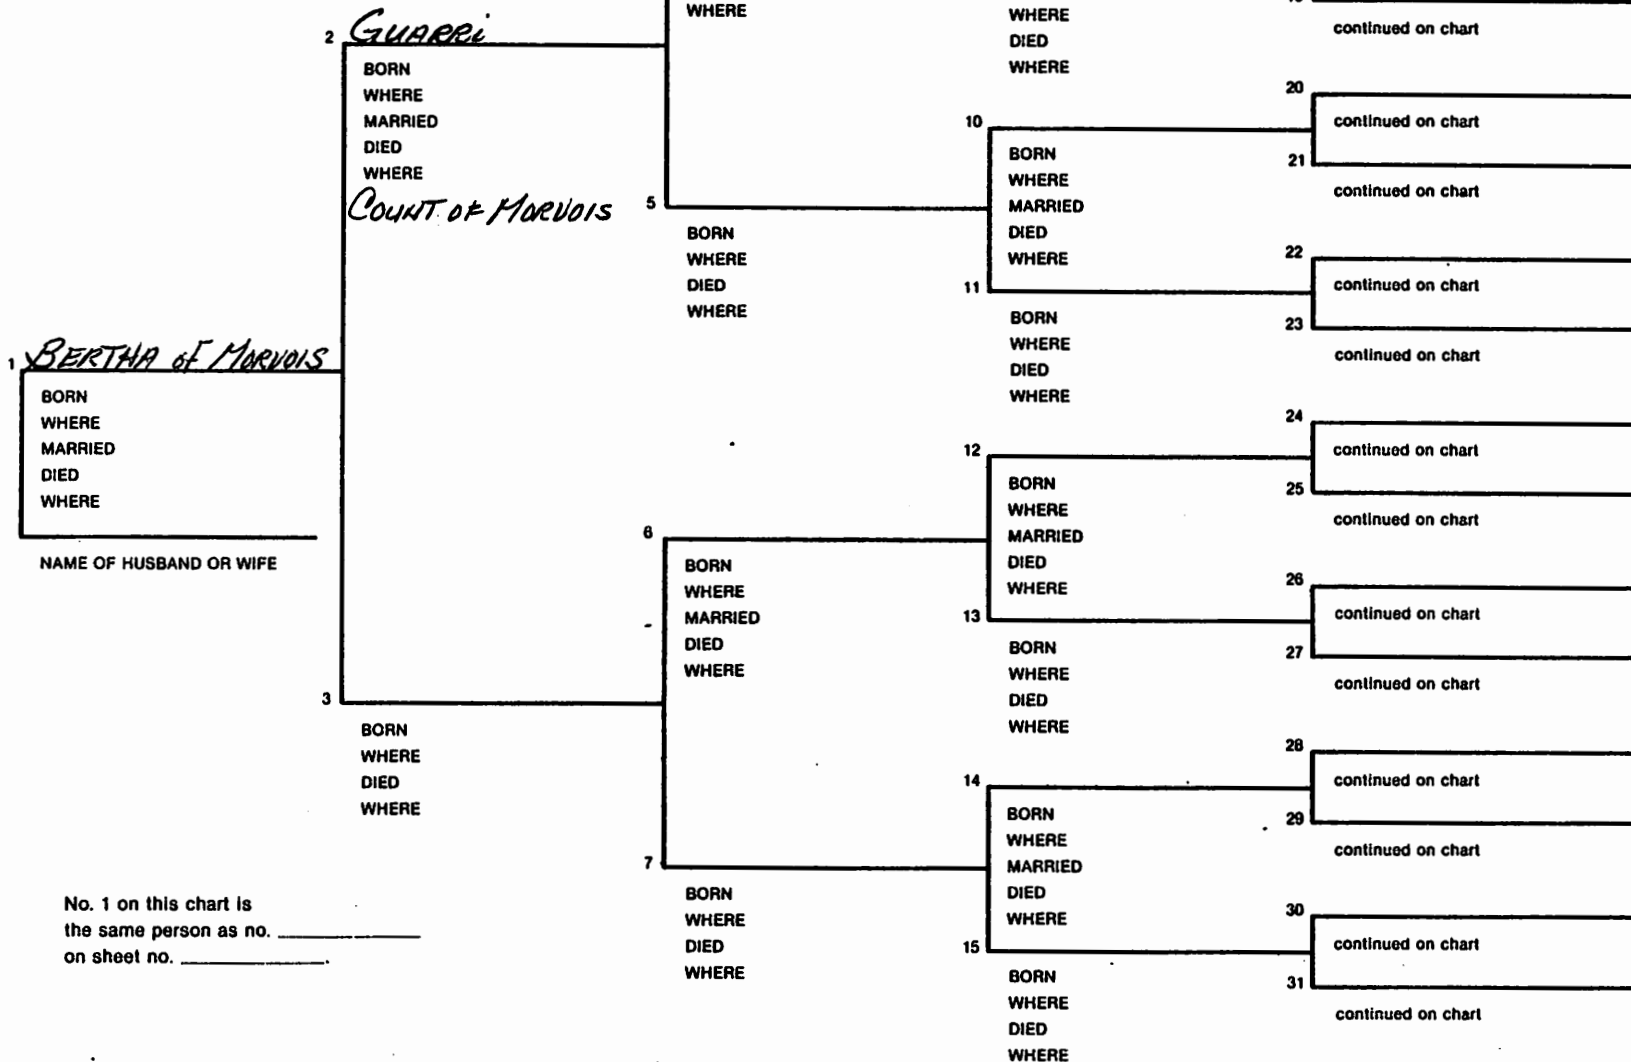 WHERE
2 GUARRI
BORN
WHERE
MARRIED
DIED
WHERE
COUNT OF MORVOIS
1 BERTHA OF MORVOIS
BORN
WHERE
MARRIED
DIED
WHERE
NAME OF HUSBAND OR WIFE
3
BORN
WHERE
DIED
WHERE
No. 1 on this chart is
the same person as no. ____________
on sheet no. ____________.
5
BORN
WHERE
DIED
WHERE
6
BORN
WHERE
MARRIED
DIED
WHERE
7
BORN
WHERE
DIED
WHERE
WHERE
DIED
WHERE
10
BORN
WHERE
MARRIED
DIED
WHERE
11
BORN
WHERE
DIED
WHERE
12
BORN
WHERE
MARRIED
DIED
WHERE
13
BORN
WHERE
DIED
WHERE
14
BORN
WHERE
MARRIED
DIED
WHERE
15
BORN
WHERE
DIED
WHERE
continued on chart
20
continued on chart
21
continued on chart
22
continued on chart
23
continued on chart
24
continued on chart
25
continued on chart
26
continued on chart
27
continued on chart
28
continued on chart
29
continued on chart
30
continued on chart
31
continued on chart